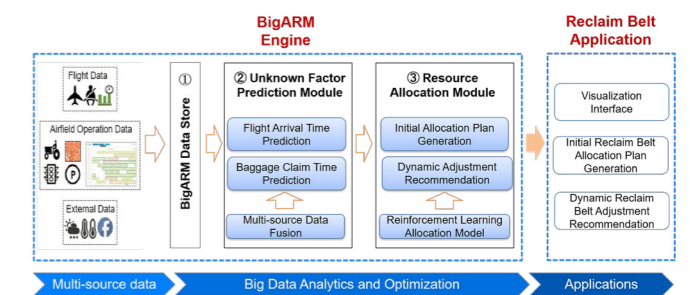 BigARM
Engine
Reclaim Belt
Application
Flight Data
Airfield Operation Data
P
External Data
①
BigARM Data Store
② Unknown Factor
Prediction Module
Flight Arrival Time
Prediction
Baggage Claim Time
Prediction
Multi-source Data
Fusion
③ Resource
Allocation Module
Initial Allocation Plan
Generation
Dynamic Adjustment
Recommendation
Reinforcement Learning
Allocation Model
Visualization
Interface
Initial Reclaim Belt
Allocation Plan
Generation
Dynamic Reclaim
Belt Adjustment
Recommendation
Multi-source data
Big Data Analytics and Optimization
Applications